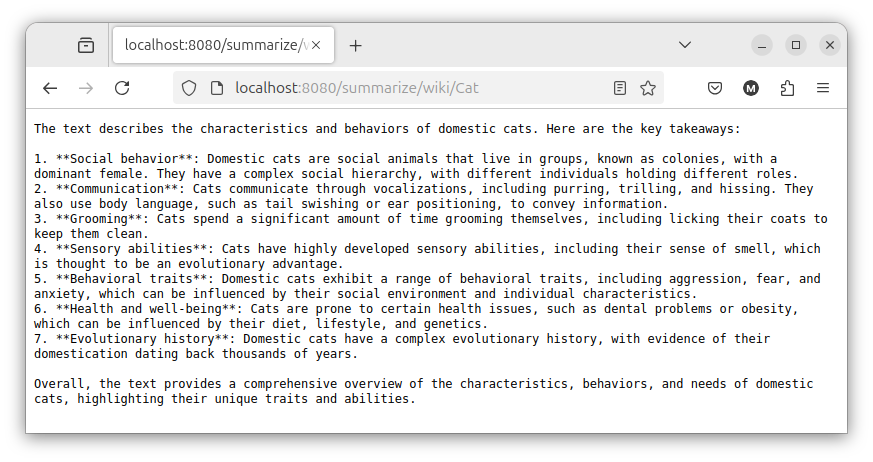 localhost:8080/summarize/w
localhost:8080/summarize/wiki/Cat
M
The text describes the characteristics and behaviors of domestic cats. Here are the key takeaways:
1. **Social behavior**: Domestic cats are social animals that live in groups, known as colonies, with a
dominant female. They have a complex social hierarchy, with different individuals holding different roles.
2. **Communication**: Cats communicate through vocalizations, including purring, trilling, and hissing. They
also use body language, such as tail swishing or ear positioning, to convey information.
3. **Grooming**: Cats spend a significant amount of time grooming themselves, including licking their coats to
keep them clean.
4. **Sensory abilities**: Cats have highly developed sensory abilities, including their sense of smell, which
is thought to be an evolutionary advantage.
5. **Behavioral traits**: Domestic cats exhibit a range of behavioral traits, including aggression, fear, and
anxiety, which can be influenced by their social environment and individual characteristics.
6. **Health and well-being**: Cats are prone to certain health issues, such as dental problems or obesity,
which can be influenced by their diet, lifestyle, and genetics.
7. **Evolutionary history**: Domestic cats have a complex evolutionary history, with evidence of their
domestication dating back thousands of years.
Overall, the text provides a comprehensive overview of the characteristics, behaviors, and needs of domestic
cats, highlighting their unique traits and abilities.